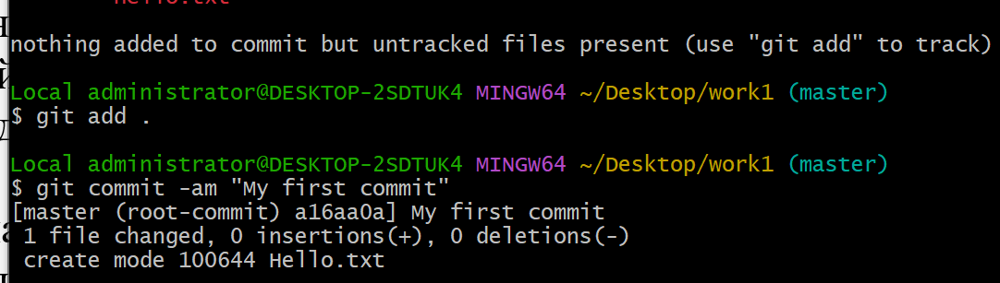 Hello.txt
nothing added to commit but untracked files present (use "git add" to track)
Local administrator@DESKTOP-2SDTUK4 MINGW64 ~/Desktop/work1 (master)
$ git add .
Local administrator@DESKTOP-2SDTUK4 MINGW64 ~/Desktop/work1 (master)
$ git commit -am "My first commit"
[master (root-commit) a16aa0a] My first commit
1 file changed, 0 insertions(+), 0 deletions(-)
create mode 100644 Hello.txt